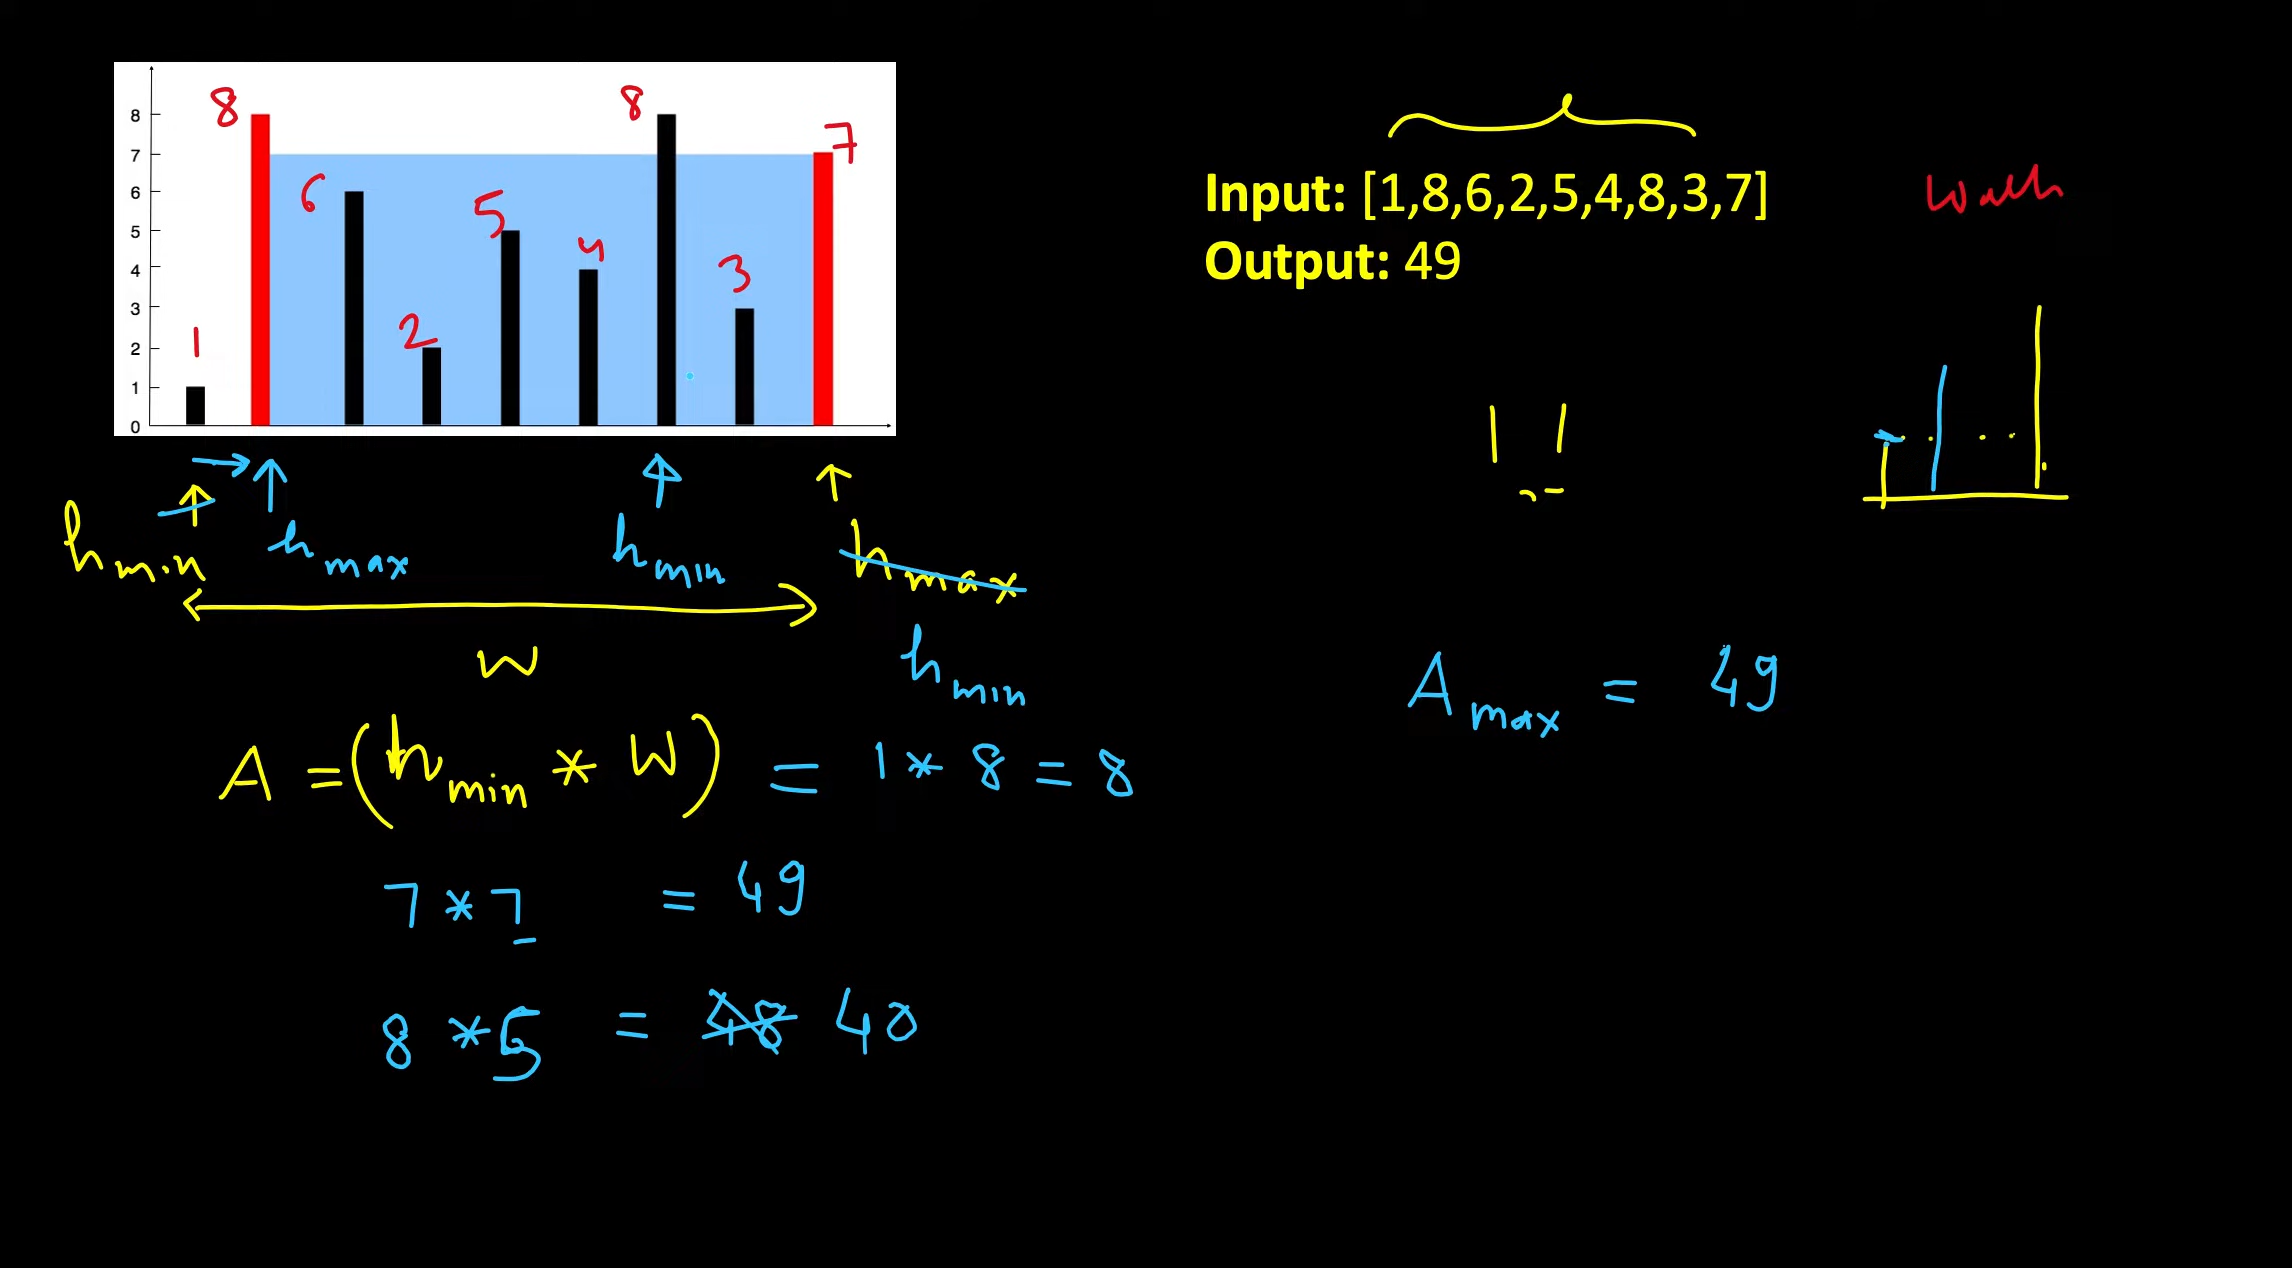 8
8
7
6
5
4
3
2
1
8
7
6
5
4
3
2
1
0
Input: [1,8,6,2,5,4,8,3,7]
Output: 49
h min
h max
h min
h max
h min
W
A = (h min * W) = 1 * 8 = 8
7 * 7 = 49
8 * 5 = 48 40
A max = 49